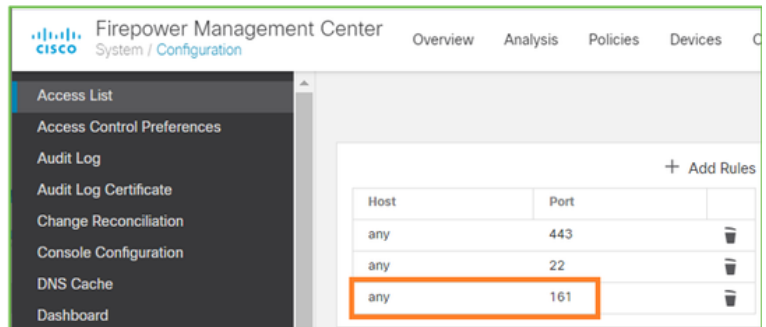 cisco
Firepower Management Center
System / Configuration
Overview Analysis Policies Devices
Access List
Access Control Preferences
Audit Log
Audit Log Certificate
Change Reconciliation
Console Configuration
DNS Cache
Dashboard
+ Add Rules
Host Port
any 443
any 22
any 161